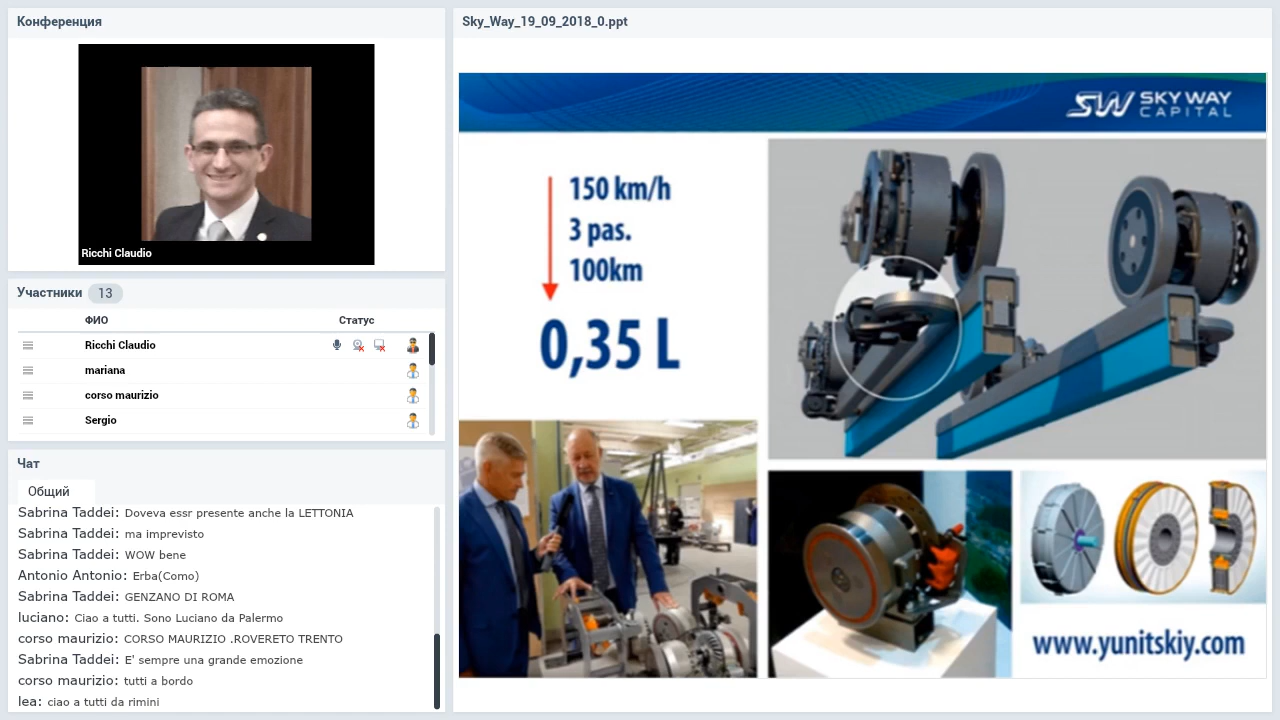 Конференция
Ricchi Claudio
Участники 13
ФИО Статус
Ricchi Claudio
mariana
corso maurizio
Sergio
Чат
Общий
Sabrina Taddei: Doveva essr presente anche la LETTONIA
Sabrina Taddei: ma imprevisto
Sabrina Taddei: WOW bene
Antonio Antonio: Erba(Como)
Sabrina Taddei: GENZANO DI ROMA
luciano: Ciao a tutti. Sono Luciano da Palermo
corso maurizio: CORSO MAURIZIO .ROVERETO TRENTO
Sabrina Taddei: E' sempre una grande emozione
corso maurizio: tutti a bordo
lea: ciao a tutti da rimini
Sky_Way_19_09_2018_0.ppt
SW SKY WAY
CAPITAL
150 km/h
3 pas.
100km
0,35 L
www.yunitskiy.com